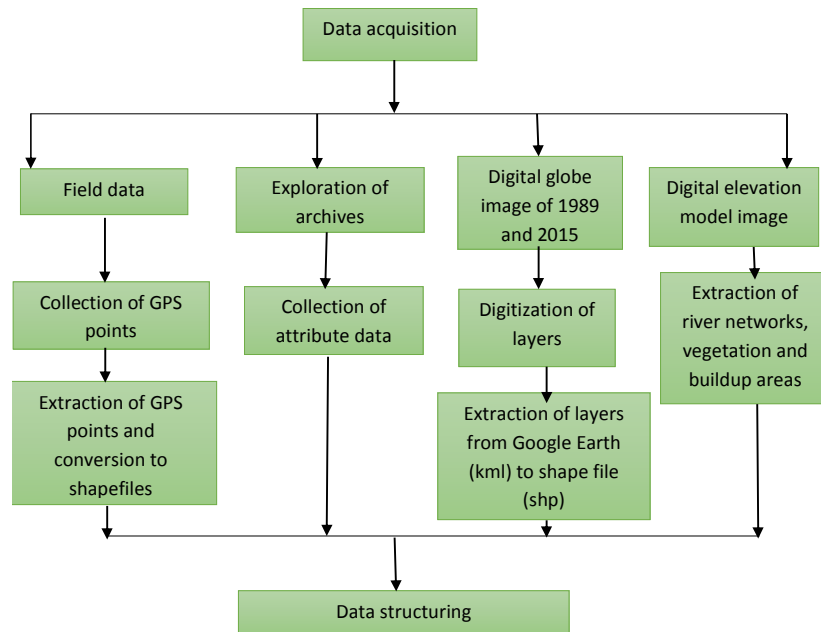 Data acquisition
Field data
Exploration of
archives
Digital globe
image of 1989
and 2015
Digital elevation
model image
Collection of GPS
points
Collection of
attribute data
Digitization of
layers
Extraction of
river networks,
vegetation and
buildup areas
Extraction of GPS
points and
conversion to
shapefiles
Extraction of layers
from Google Earth
(kml) to shape file
(shp)
Data structuring